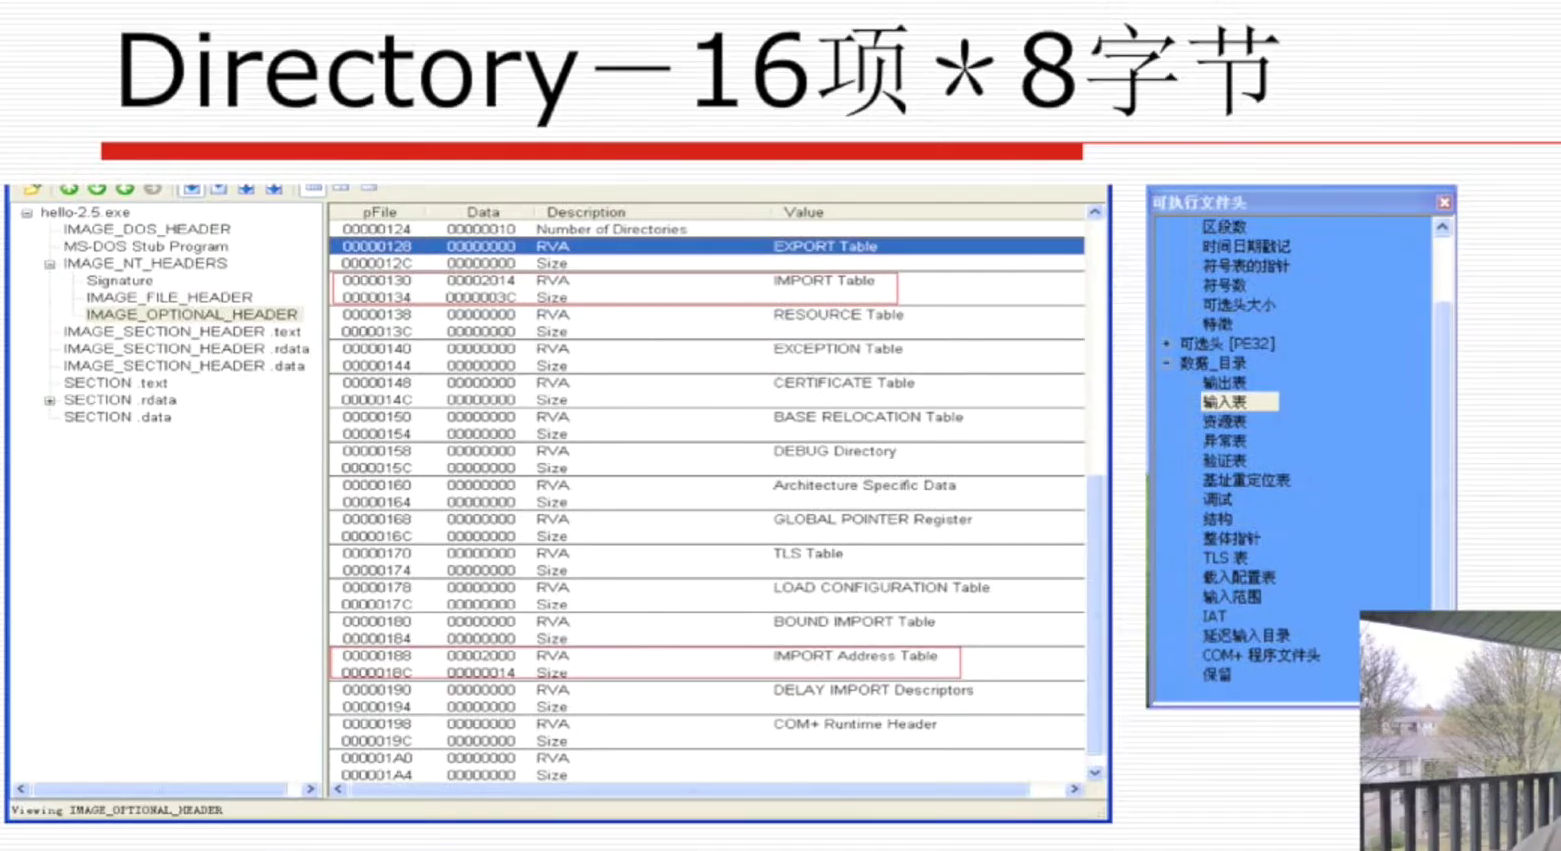 Directory－16项＊8字节
hello-2.5.exe
IMAGE_DOS_HEADER
MS-DOS Stub Program
IMAGE_NT_HEADERS
Signature
IMAGE_FILE_HEADER
IMAGE_OPTIONAL_HEADER
IMAGE_SECTION_HEADER .text
IMAGE_SECTION_HEADER .rdata
IMAGE_SECTION_HEADER .data
SECTION .text
SECTION .rdata
SECTION .data
pFile Data Description Value
00000124 00000010 Number of Directories
00000128 00000000 RVA EXPORT Table
0000012C 00000000 Size
00000130 00002014 RVA IMPORT Table
00000134 0000003C Size
00000138 00000000 RVA RESOURCE Table
0000013C 00000000 Size
00000140 00000000 RVA EXCEPTION Table
00000144 00000000 Size
00000148 00000000 RVA CERTIFICATE Table
0000014C 00000000 Size
00000150 00000000 RVA BASE RELOCATION Table
00000154 00000000 Size
00000158 00000000 RVA DEBUG Directory
0000015C 00000000 Size
00000160 00000000 RVA Architecture Specific Data
00000164 00000000 Size
00000168 00000000 RVA GLOBAL POINTER Register
0000016C 00000000 Size
00000170 00000000 RVA TLS Table
00000174 00000000 Size
00000178 00000000 RVA LOAD CONFIGURATION Table
0000017C 00000000 Size
00000180 00000000 RVA BOUND IMPORT Table
00000184 00000000 Size
00000188 00002000 RVA IMPORT Address Table
0000018C 00000014 Size
00000190 00000000 RVA DELAY IMPORT Descriptors
00000194 00000000 Size
00000198 00000000 RVA COM+ Runtime Header
0000019C 00000000 Size
000001A0 00000000 RVA
000001A4 00000000 Size
Viewing IMAGE_OPTIONAL_HEADER
可执行文件头
区段数
时间日期戳记
符号表的指针
符号数
可选头大小
特徵
可选头 [PE32]
数据_目录
输出表
输入表
资源表
异常表
验证表
基址重定位表
调试
结构
整体指针
TLS 表
载入配置表
输入范围
IAT
延迟输入目录
COM+ 程序文件头
保留